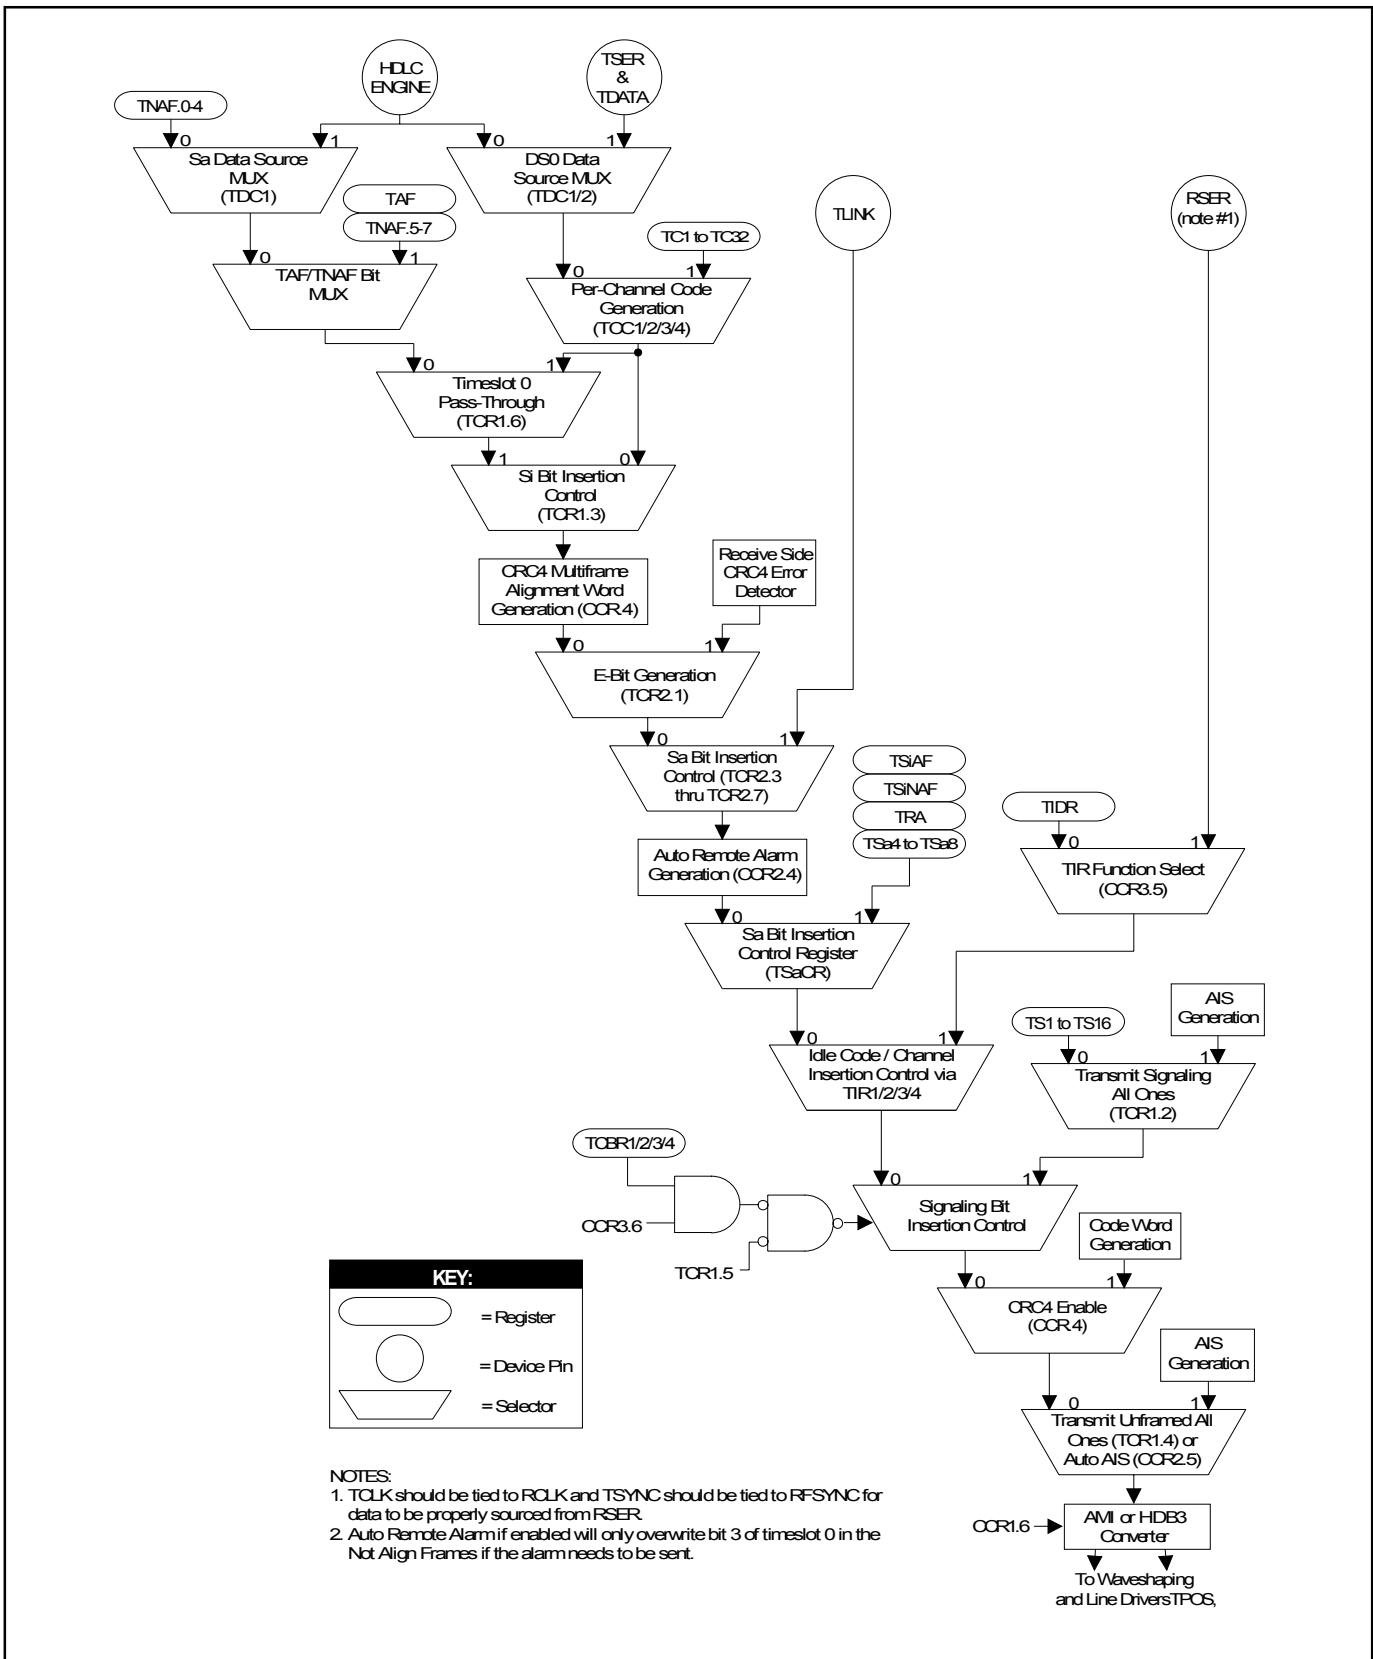 HDLC
ENGINE
TSER
&
TDATA
TNAF.0-4
0
1
0
1
Sa Data Source
MUX
(TDC1)
DS0 Data
Source MUX
(TDC1/2)
TAF
TNAF.5-7
TLINK
RSER
(note #1)
TC1 to TC32
0
1
TAF/TNAF Bit
MUX
0
1
Per-Channel Code
Generation
(TCC1/2/3/4)
0
1
Timeslot 0
Pass-Through
(TCR1.6)
1
0
Si Bit Insertion
Control
(TCR1.3)
CRC4 Multiframe
Alignment Word
Generation (CCR.4)
Receive Side
CRC4 Error
Detector
0
1
E-Bit Generation
(TCR2.1)
0
1
Sa Bit Insertion
Control (TCR2.3
thru TCR2.7)
TSiAF
TSiNAF
TRA
TSa4 to TSa8
TIDR
0
1
TIR Function Select
(CCR3.5)
Auto Remote Alarm
Generation (CCR2.4)
0
1
Sa Bit Insertion
Control Register
(TSaCR)
AIS
Generation
TS1 to TS16
0
1
Idle Code / Channel
Insertion Control via
TIR1/2/3/4
0
1
Transmit Signaling
All Ones
(TCR1.2)
TCBR1/2/3/4
CCR3.6
TCR1.5
0
1
Signaling Bit
Insertion Control
Code Word
Generation
0
1
CRC4 Enable
(CCR.4)
AIS
Generation
0
1
Transmit Unframed All
Ones (TCR1.4) or
Auto AIS (CCR2.5)
CCR1.6
AMI or HDB3
Converter
To Waveshaping
and Line DriversTPOS,
KEY:
= Register
= Device Pin
= Selector
NOTES:
1. TCLK should be tied to RCLK and TSYNC should be tied to RFSYNC for
data to be properly sourced from RSER.
2. Auto Remote Alarm if enabled will only overwrite bit 3 of timeslot 0 in the
Not Align Frames if the alarm needs to be sent.